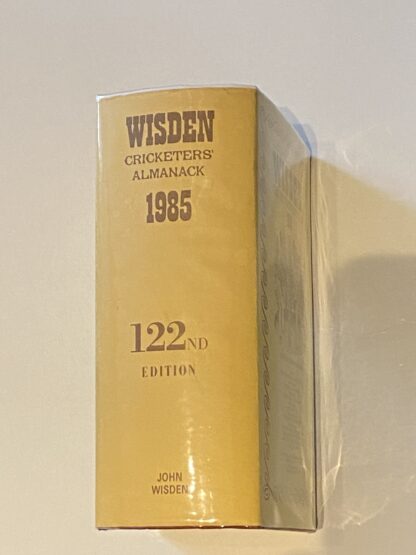 WISDEN
CRICKETERS'
ALMANACK
1985
122ND
EDITION
JOHN
WISDEN